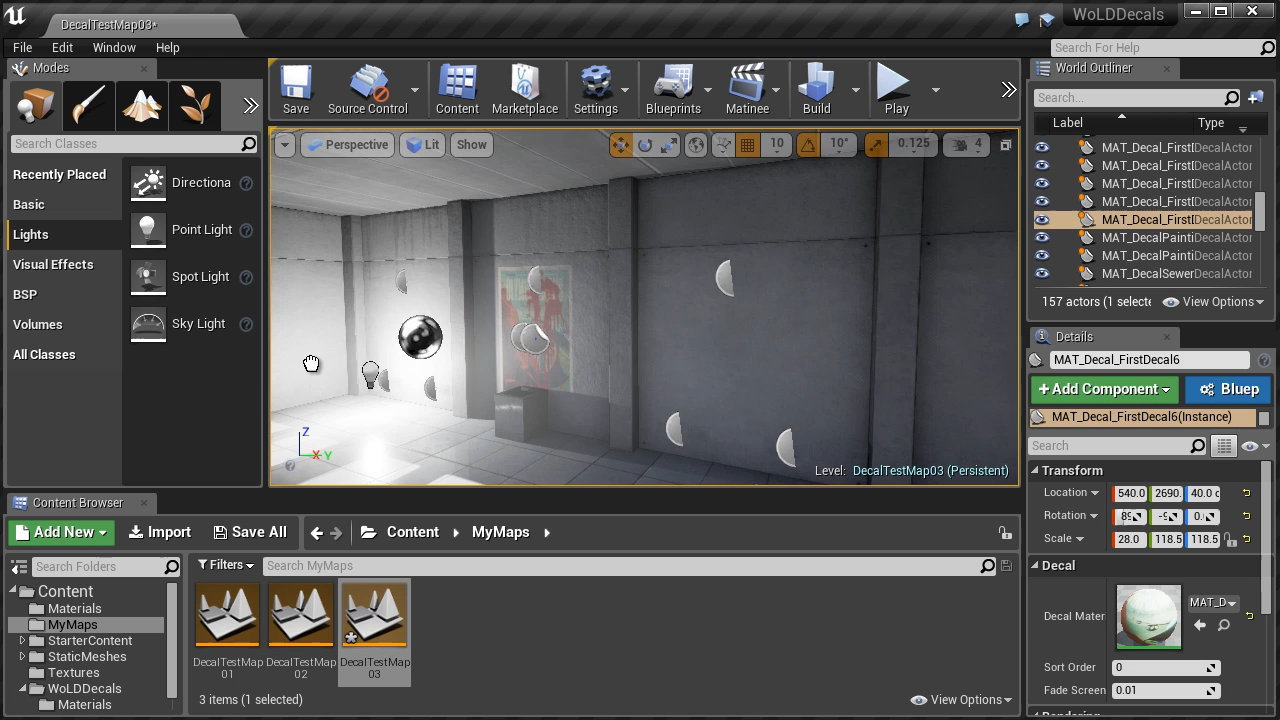 DecalTestMap03*
WoLDDecals
File Edit Window Help
Search For Help
Modes
Search Classes
Recently Placed
Basic
Lights
Visual Effects
BSP
Volumes
All Classes
Directiona
Point Light
Spot Light
Sky Light
Save
Source Control
Content
Marketplace
Settings
Blueprints
Matinee
Build
Play
Perspective
Lit
Show
10
10°
0.125
4
Z
X
Y
Level: DecalTestMap03 (Persistent)
World Outliner
Search...
Label Type
MAT_Decal_FirstI DecalActor
MAT_Decal_FirstI DecalActor
MAT_Decal_FirstI DecalActor
MAT_Decal_FirstI DecalActor
MAT_Decal_FirstI DecalActor
MAT_DecalPainti DecalActor
MAT_DecalPainti DecalActor
MAT_DecalSewer DecalActor
157 actors (1 selecte
View Options
Details
MAT_Decal_FirstDecal6
Add Component
Bluep
MAT_Decal_FirstDecal6(Instance)
Search
Transform
Location 540.0 2690. 40.0 c
Rotation
Scale 28.0 118.5 118.5
Decal
Decal Mater
MAT_D
Sort Order 0
Fade Screen 0.01
Content Browser
Add New
Import
Save All
Content
MyMaps
Search Folders
Content
Materials
MyMaps
StarterContent
StaticMeshes
Textures
WoLDDecals
Materials
Filters
Search MyMaps
DecalTestMap
01
DecalTestMap
02
DecalTestMap
03
3 items (1 selected)
View Options